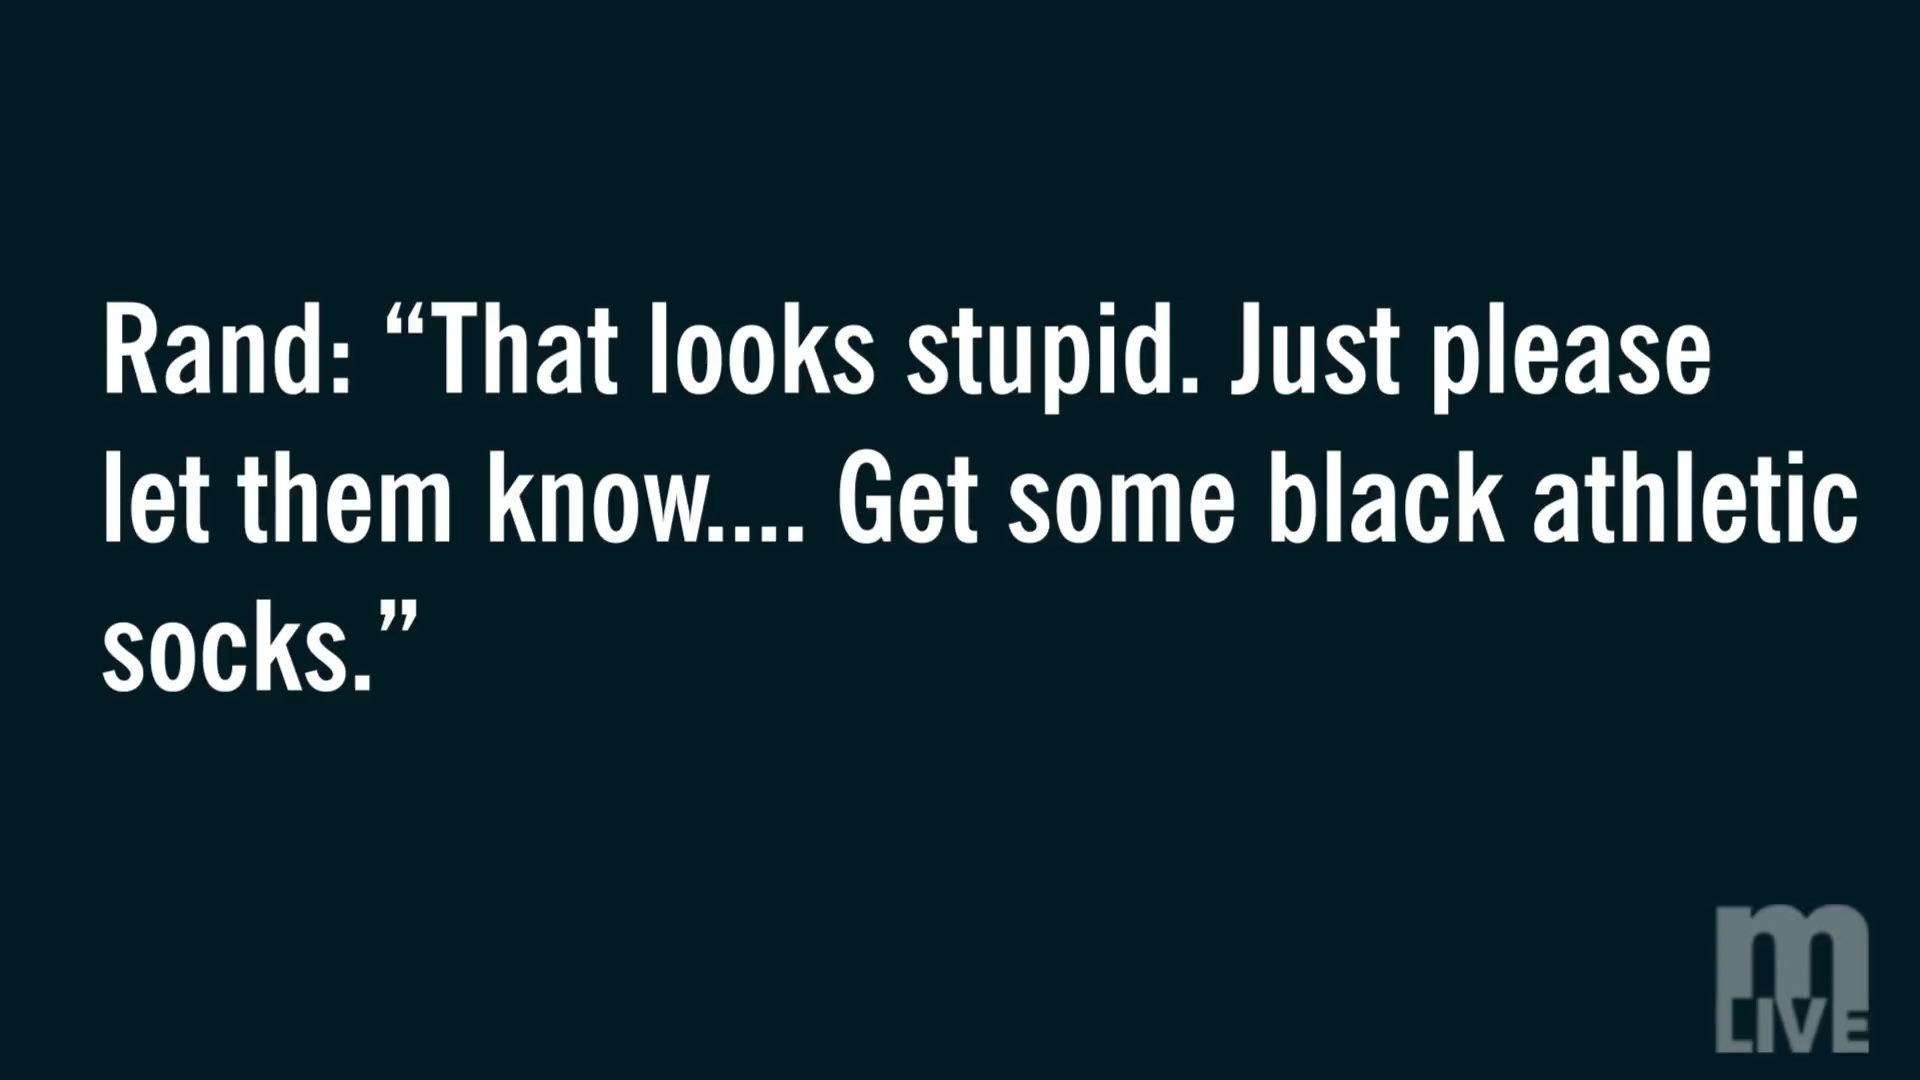 Rand: “That looks stupid. Just please
let them know.... Get some black athletic
socks.”
m
LIVE